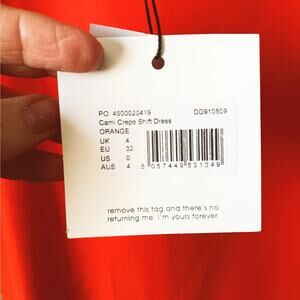 PO: 4500020419 DD910509
Cami Crepe Shift Dress
ORANGE
UK 4
EU 32
US 0
AUS 4 5 057449 531249
remove this tag and there's no
returning me; i'm yours forever.